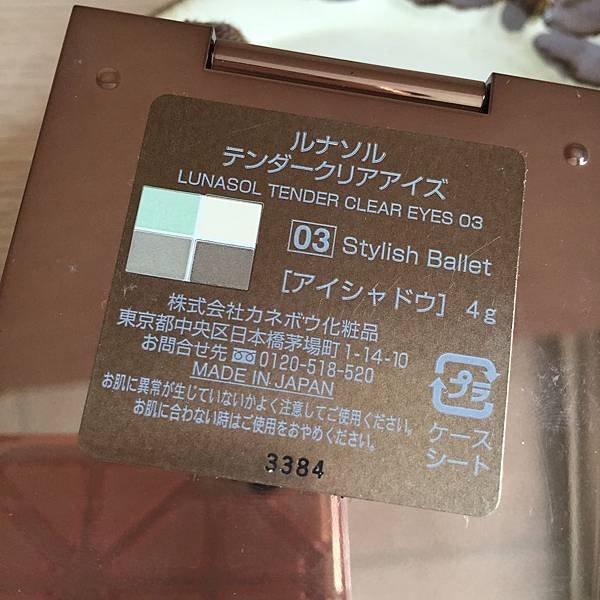 ルナソル
テンダークリアアイズ
LUNASOL TENDER CLEAR EYES 03
03 Stylish Ballet
[アイシャドウ] 4g
株式会社カネボウ化粧品
東京都中央区日本橋茅場町1-14-10
お問合せ先 0120-518-520
MADE IN JAPAN
お肌に異常が生じていないかよく注意してご使用ください。
お肌に合わない時はご使用をおやめください。
プラ
ケース
シート
3384